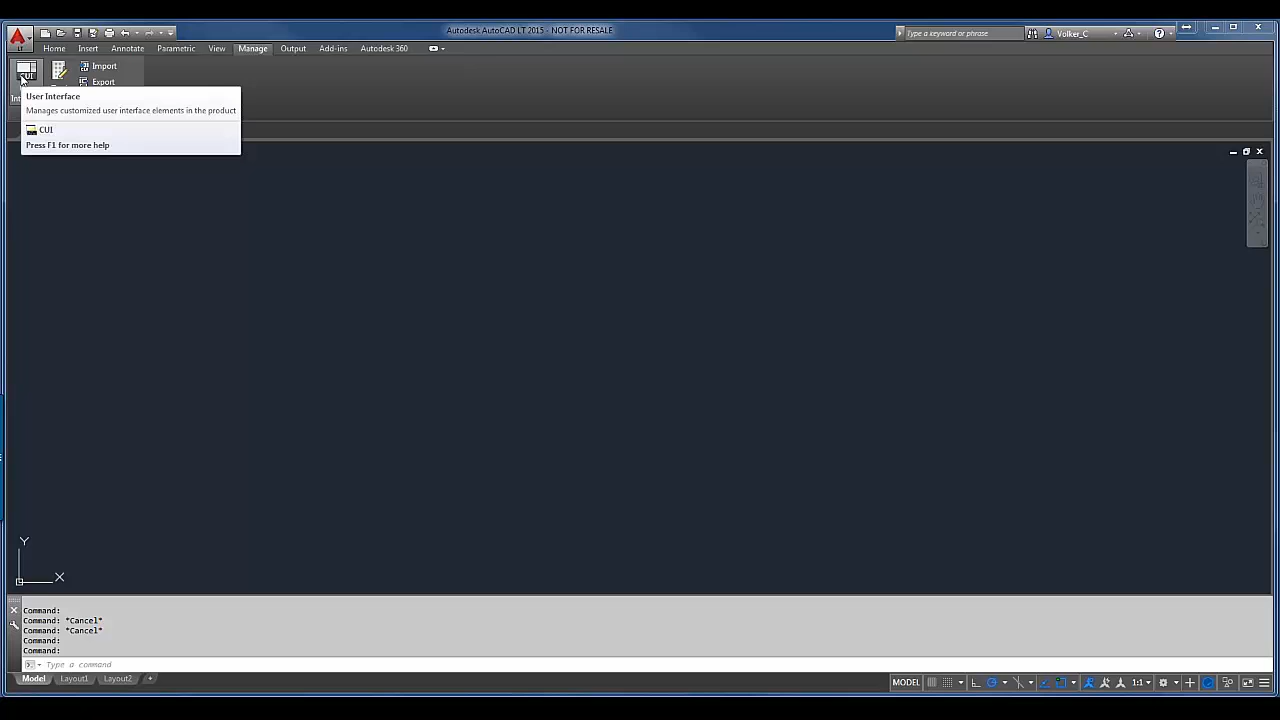 Autodesk AutoCAD LT 2015 - NOT FOR RESALE
Type a keyword or phrase
Volker_C
LT
Home Insert Annotate Parametric View Manage Output Add-ins Autodesk 360
CUI
Import
Export
User Interface
Manages customized user interface elements in the product
CUI
Press F1 for more help
Y
X
Command:
Command: *Cancel*
Command: *Cancel*
Command:
Command:
Type a command
Model Layout1 Layout2 +
MODEL 1:1